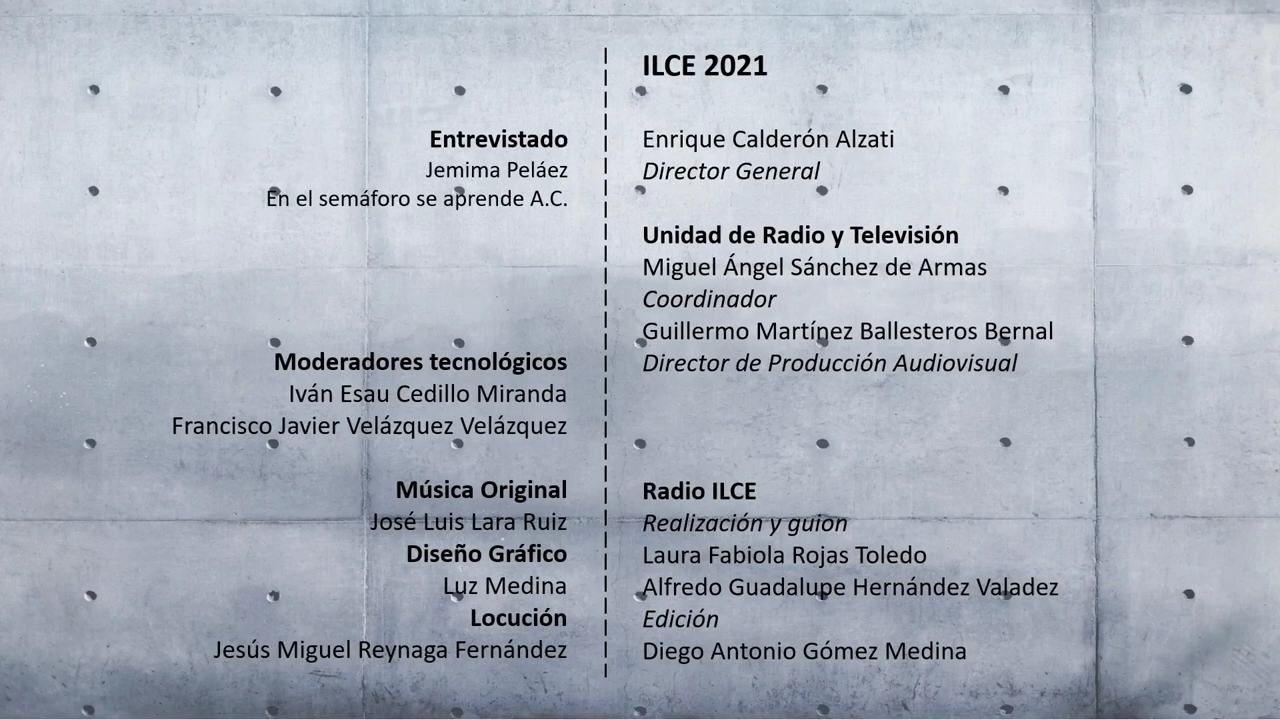 Entrevistado
Jemima Peláez
En el semáforo se aprende A.C.
Moderadores tecnológicos
Iván Esau Cedillo Miranda
Francisco Javier Velázquez Velázquez
Música Original
José Luis Lara Ruiz
Diseño Gráfico
Luz Medina
Locución
Jesús Miguel Reynaga Fernández
ILCE 2021
Enrique Calderón Alzati
Director General
Unidad de Radio y Televisión
Miguel Ángel Sánchez de Armas
Coordinador
Guillermo Martínez Ballesteros Bernal
Director de Producción Audiovisual
Radio ILCE
Realización y guion
Laura Fabiola Rojas Toledo
Alfredo Guadalupe Hernández Valadez
Edición
Diego Antonio Gómez Medina